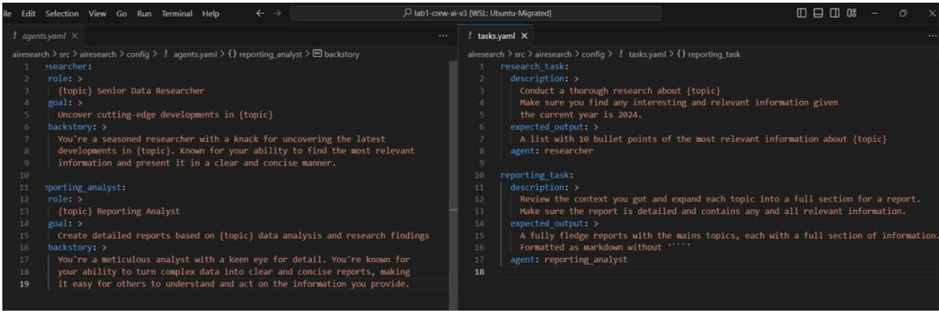 ile Edit Selection View Go Run Terminal Help
lab1-crew-ai-v3 [WSL: Ubuntu-Migrated]
! agents.yaml ×
airesearch > src > airesearch > config > ! agents.yaml > {} reporting_analyst > backstory
1 esearcher:
2 role: >
3 {topic} Senior Data Researcher
4 goal: >
5 Uncover cutting-edge developments in {topic}
6 backstory: >
7 You're a seasoned researcher with a knack for uncovering the latest
8 developments in {topic}. Known for your ability to find the most relevant
9 information and present it in a clear and concise manner.
10
11 eporting_analyst:
12 role: >
13 {topic} Reporting Analyst
14 goal: >
15 Create detailed reports based on {topic} data analysis and research findings
16 backstory: >
17 You're a meticulous analyst with a keen eye for detail. You're known for
18 your ability to turn complex data into clear and concise reports, making
19 it easy for others to understand and act on the information you provide.
! tasks.yaml ×
airesearch > src > airesearch > config > ! tasks.yaml > {} reporting_task
1 research_task:
2 description: >
3 Conduct a thorough research about {topic}
4 Make sure you find any interesting and relevant information given
5 the current year is 2024.
6 expected_output: >
7 A list with 10 bullet points of the most relevant information about {topic}
8 agent: researcher
9
10 reporting_task:
11 description: >
12 Review the context you got and expand each topic into a full section for a report.
13 Make sure the report is detailed and contains any and all relevant information.
14 expected_output: >
15 A fully fledge reports with the mains topics, each with a full section of information.
16 Formatted as markdown without '```'
17 agent: reporting_analyst
18